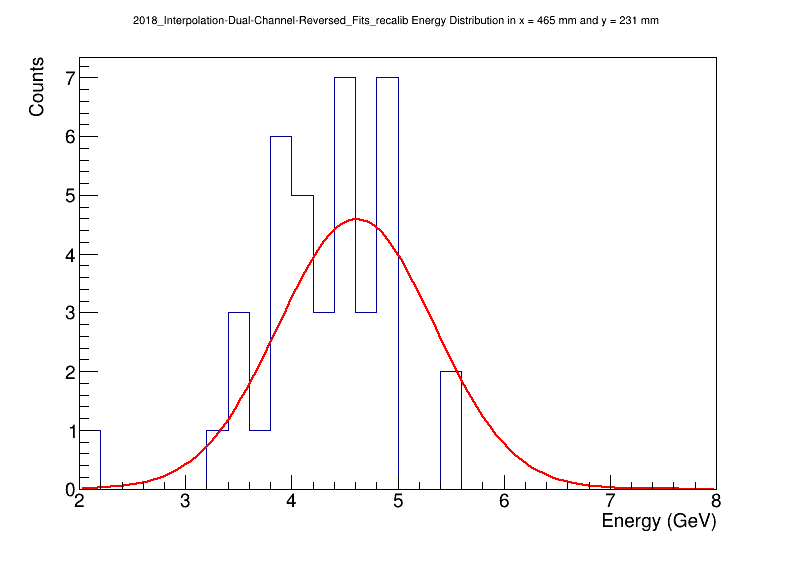 2018_Interpolation-Dual-Channel-Reversed_Fits_recalib Energy Distribution in x = 465 mm and y = 231 mm
Counts
7
6
5
4
3
2
1
0
2 3 4 5 6 7 8
Energy (GeV)